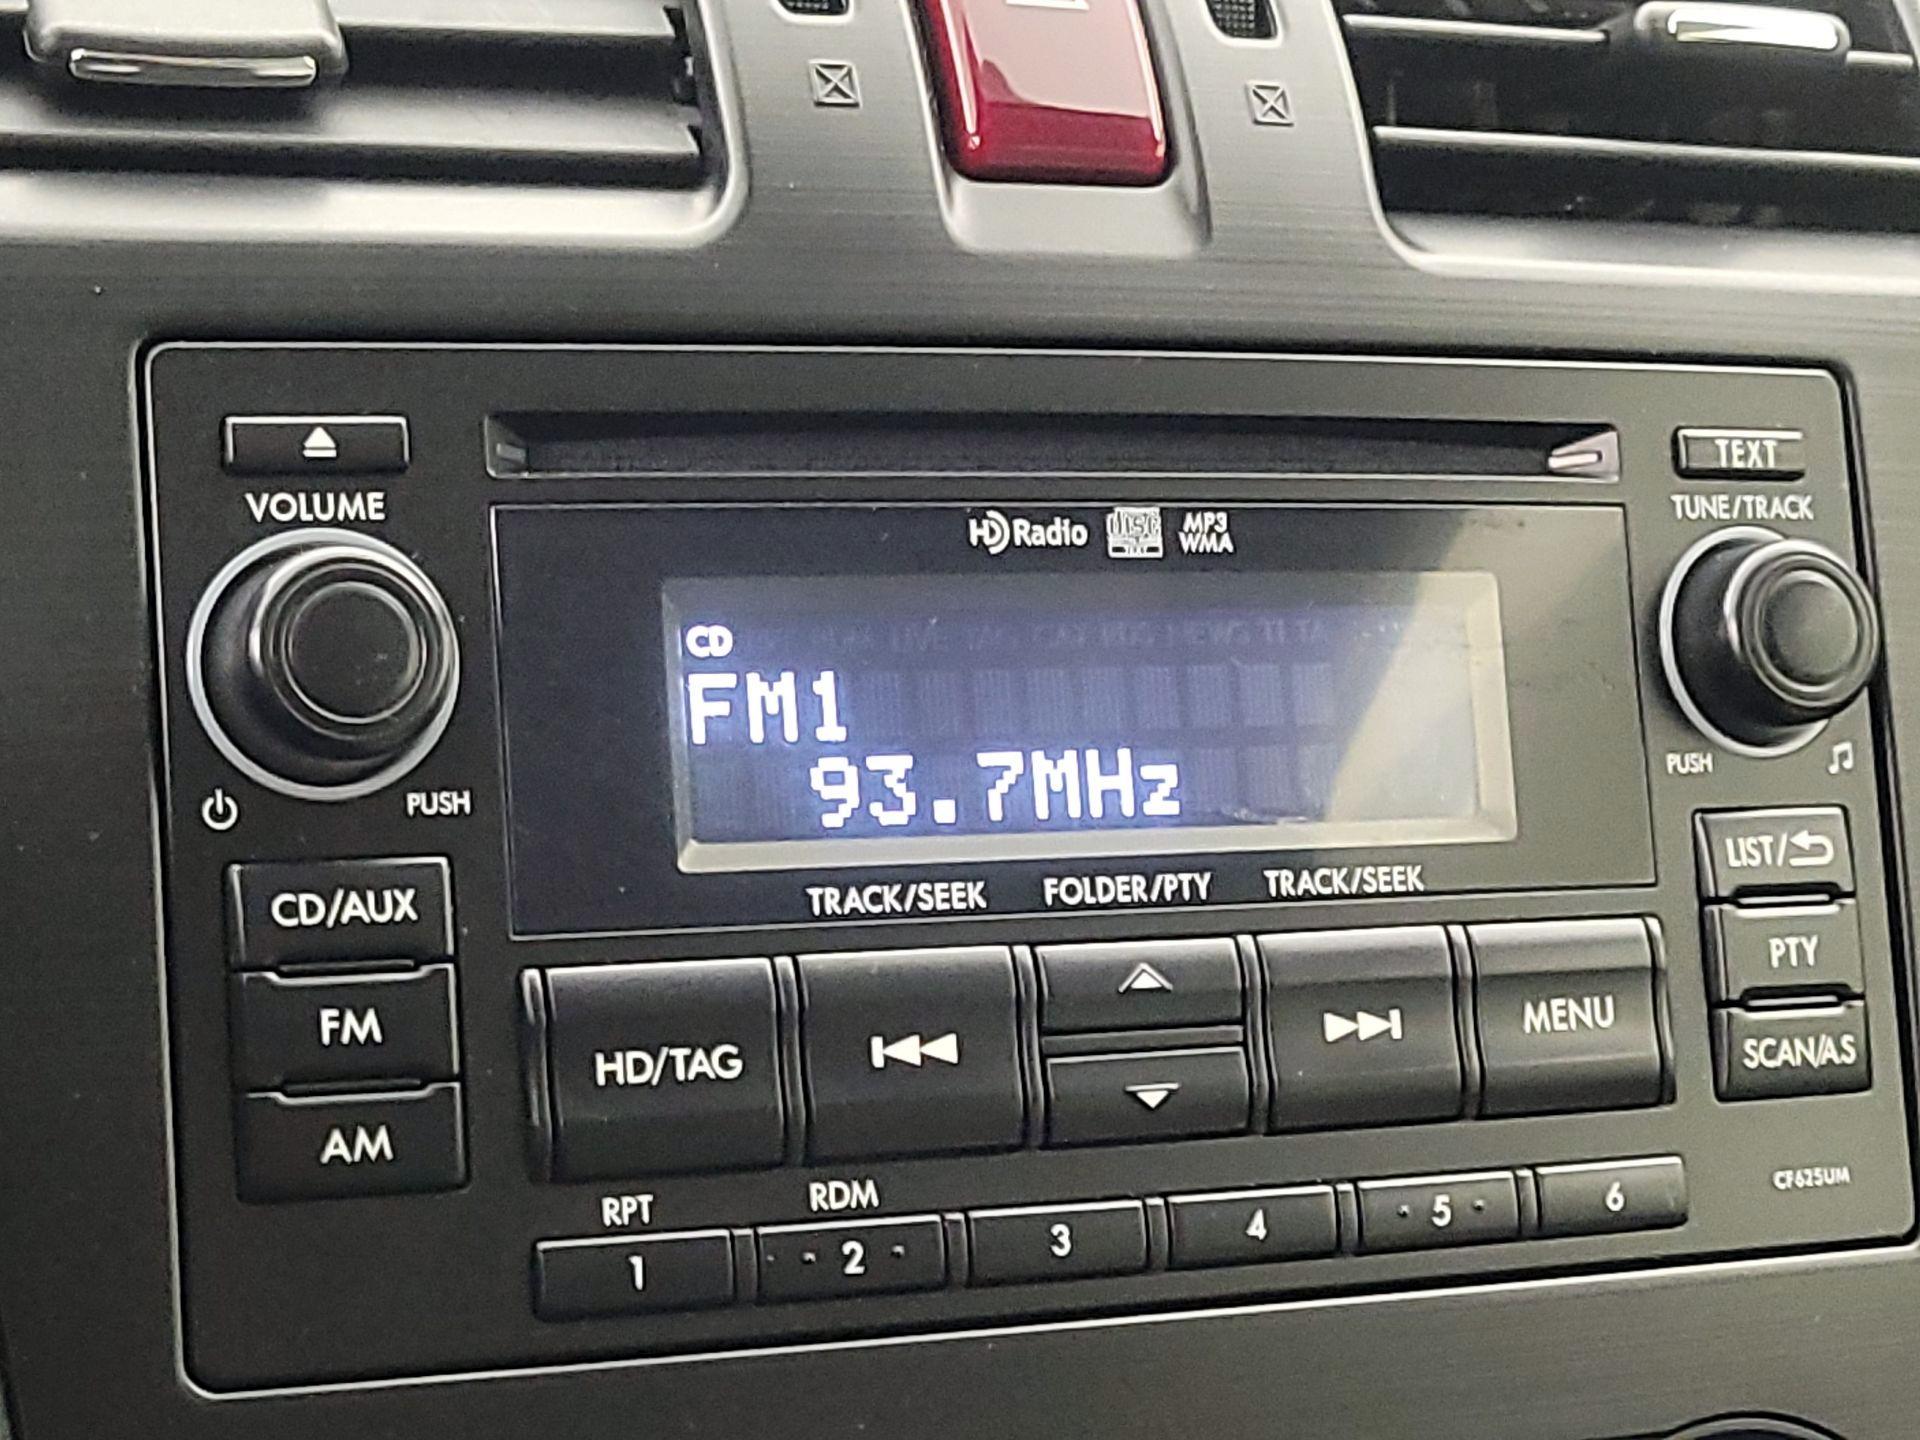 TEXT
VOLUME
TUNE/TRACK
HD Radio
disc
TEXT
MP3
WMA
CD
FM1
93.7MHz
PUSH
PUSH
TRACK/SEEK
FOLDER/PTY
TRACK/SEEK
LIST/
CD/AUX
PTY
FM
HD/TAG
MENU
SCAN/AS
AM
CF625UM
RPT
RDM
1
2
3
4
5
6